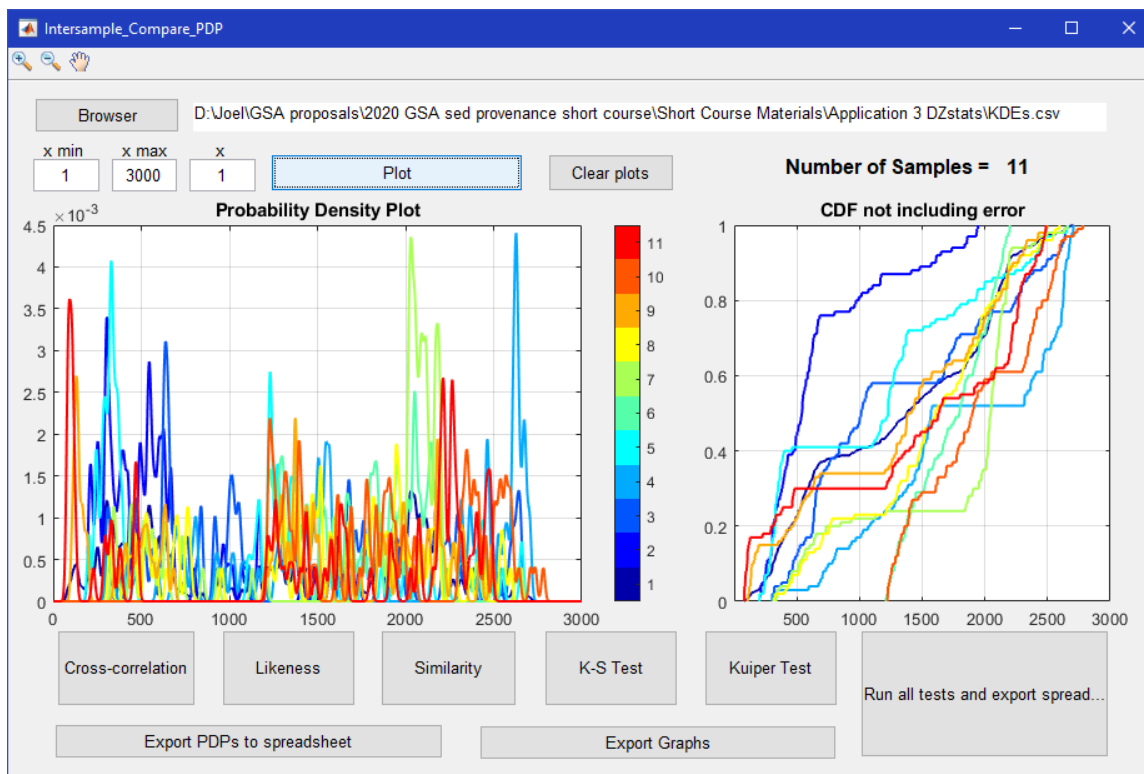 Intersample_Compare_PDP
Browser
D:\Joel\GSA proposals\2020 GSA sed provenance short course\Short Course Materials\Application 3 DZstats\KDEs.csv
x min x max x
1 3000 1 Plot Clear plots Number of Samples = 11
Probability Density Plot
CDF not including error
× 10-3
4.5
4
3.5
3
2.5
2
1.5
1
0.5
0
0 500 1000 1500 2000 2500 3000
11
10
9
8
7
6
5
4
3
2
1
1
0.8
0.6
0.4
0.2
0
500 1000 1500 2000 2500 3000
Cross-correlation Likeness Similarity K-S Test Kuiper Test Run all tests and export spread...
Export PDPs to spreadsheet Export Graphs